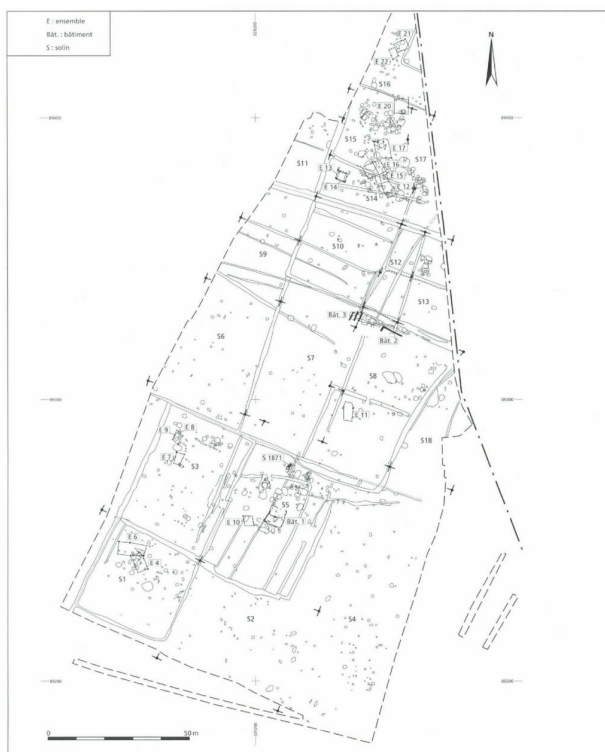 E : ensemble
Bât. : bâtiment
S : solin
N
E 21
E 22
S16
E 20
S15
E 17
S17
S11
E 16
E 13
E 15
E 14
E 12
S14
S10
S9
S12
S13
Bât. 3
Bât. 2
S6
S7
S8
E 11
E 9
E 8
S18
E 7
S3
S 1871
S5
E 10
Bât. 1
E 6
E 4
S1
S2
S4
0
50 m